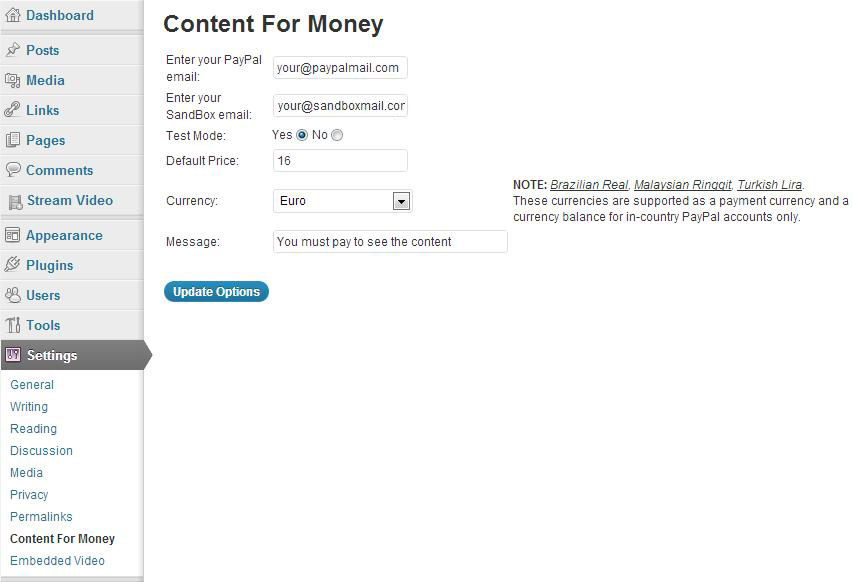 Dashboard
Posts
Media
Links
Pages
Comments
Stream Video
Appearance
Plugins
Users
Tools
Settings
General
Writing
Reading
Discussion
Media
Privacy
Permalinks
Content For Money
Embedded Video
Content For Money
Enter your PayPal
email:
your@paypalmail.com
Enter your
SandBox email:
your@sandboxmail.cor
Test Mode:
Yes No
Default Price:
16
Currency:
Euro
NOTE: Brazilian Real, Malaysian Ringgit, Turkish Lira.
These currencies are supported as a payment currency and a
currency balance for in-country PayPal accounts only.
Message:
You must pay to see the content
Update Options